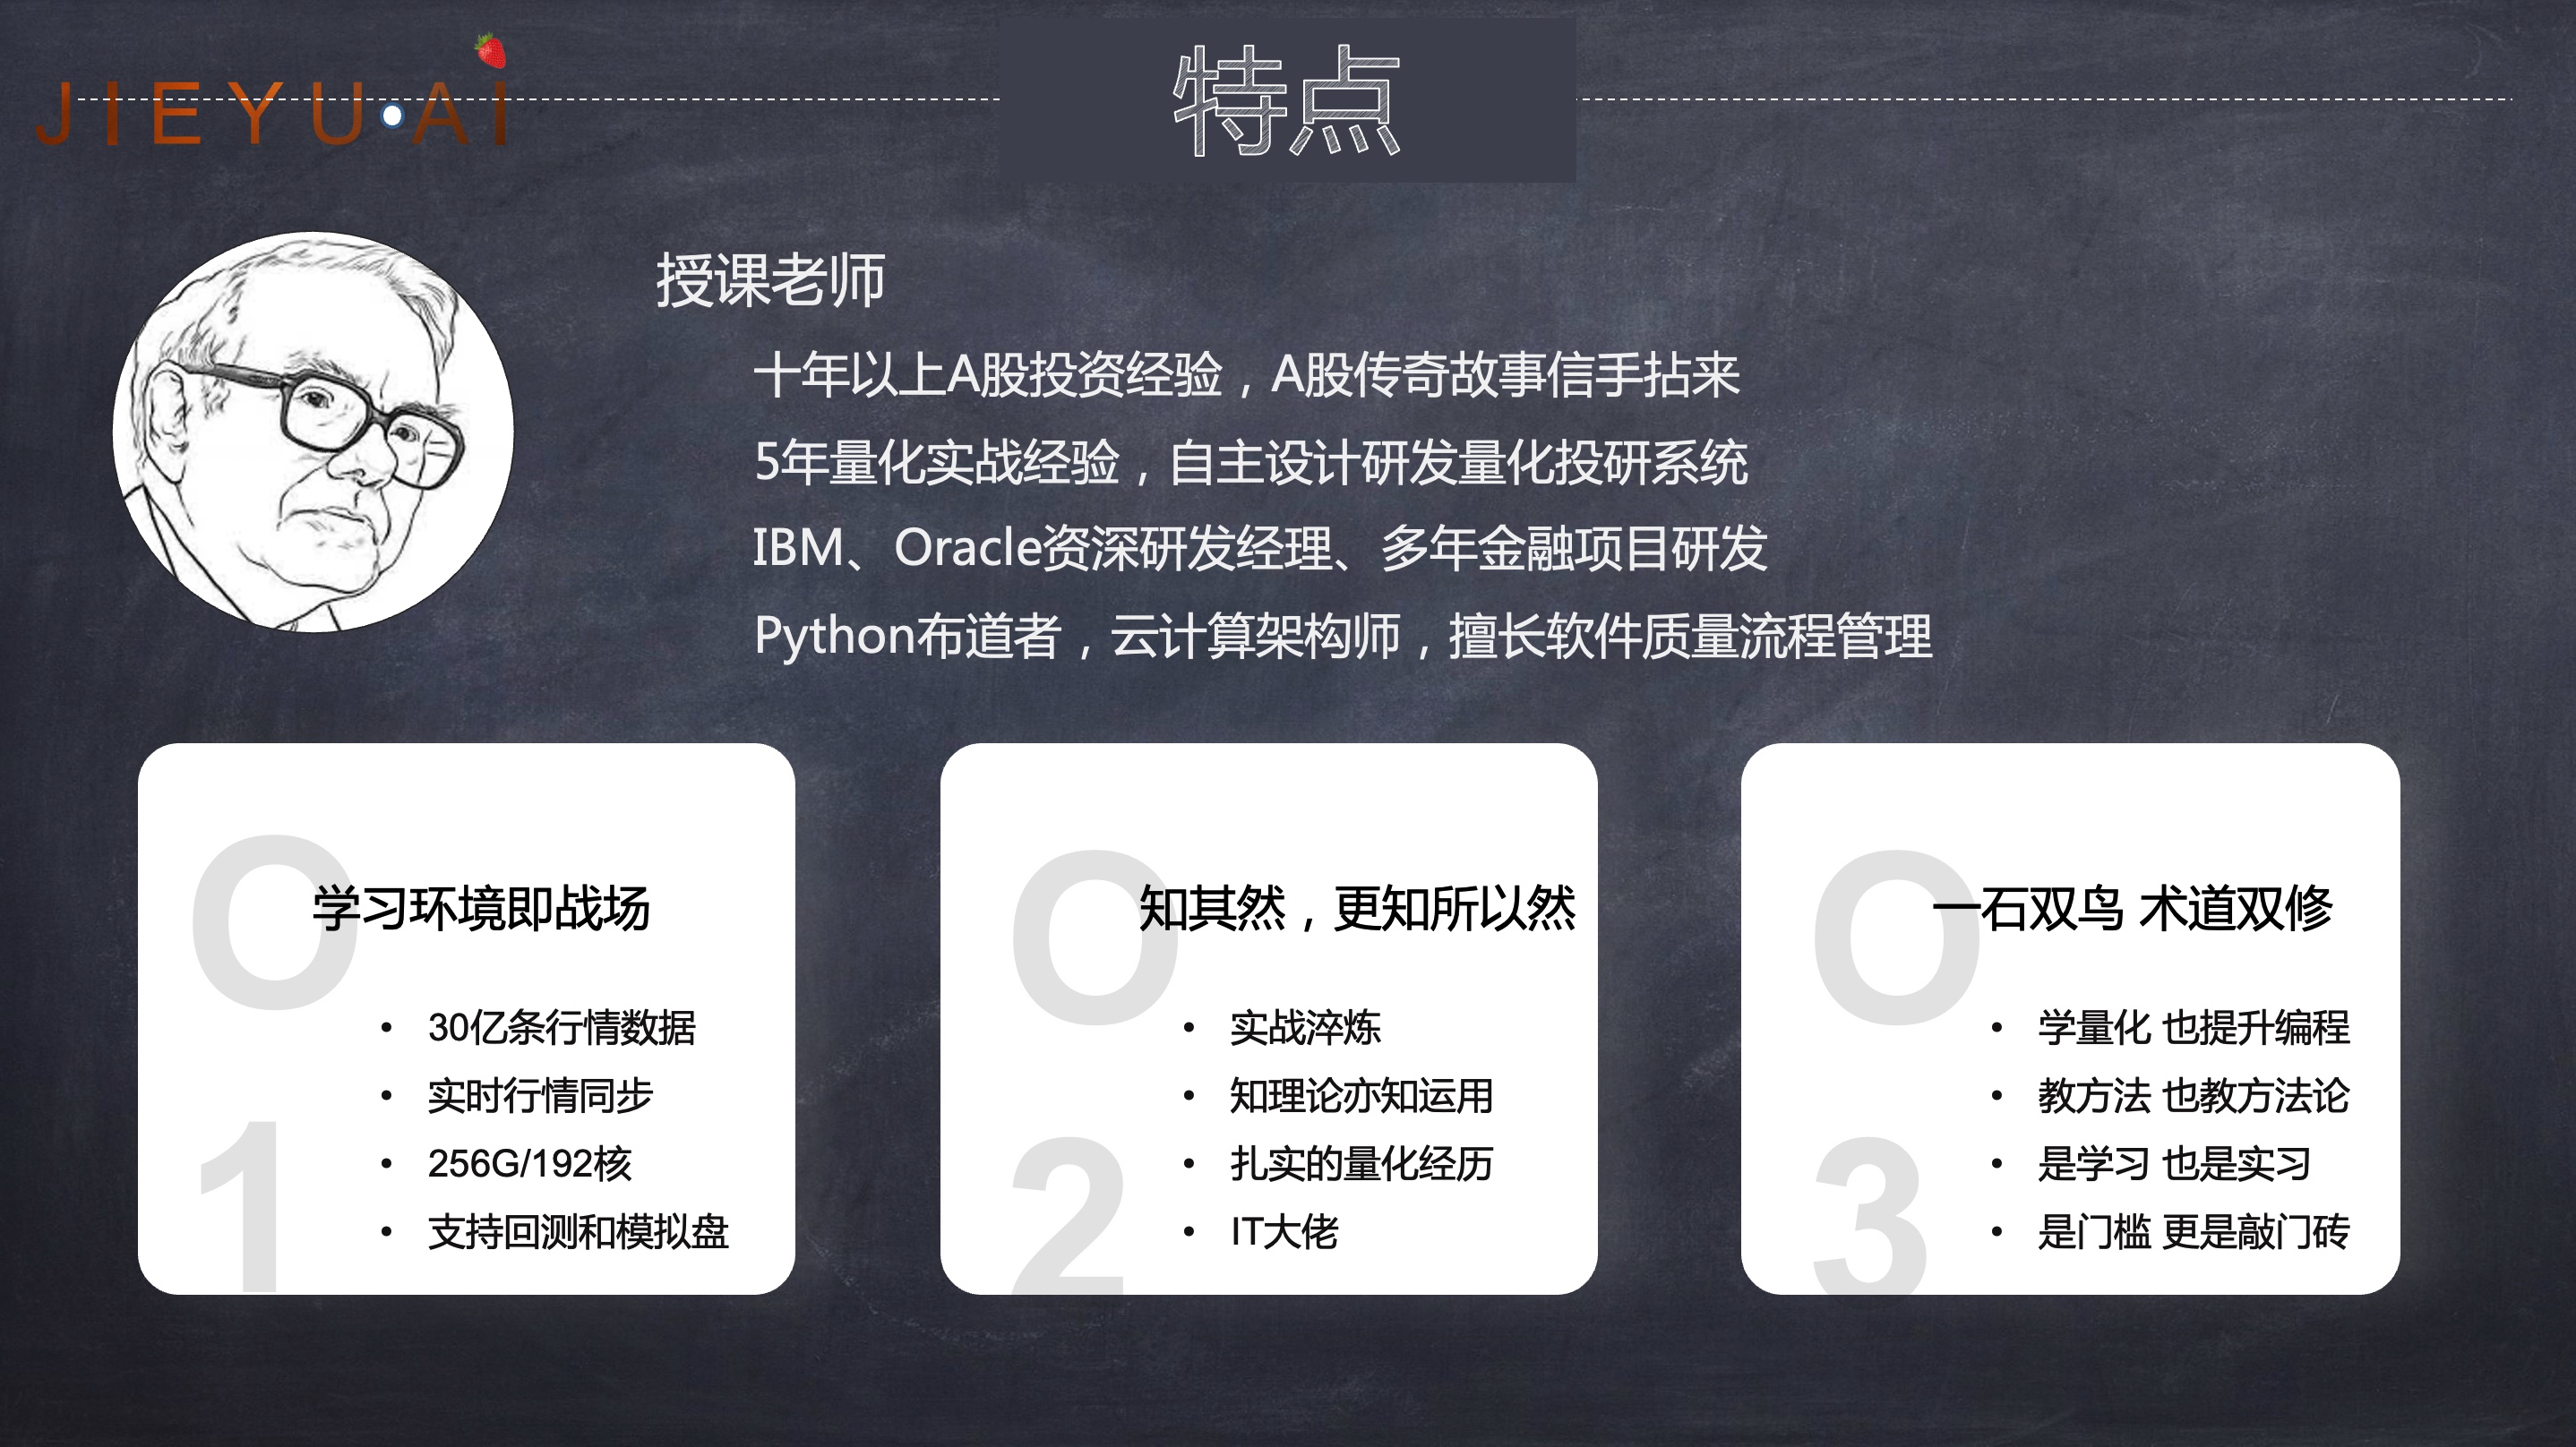 JIEYU·AI
特点
授课老师
十年以上A股投资经验，A股传奇故事信手拈来
5年量化实战经验，自主设计研发量化投研系统
IBM、Oracle资深研发经理、多年金融项目研发
Python布道者，云计算架构师，擅长软件质量流程管理
01
学习环境即战场
• 30亿条行情数据
• 实时行情同步
• 256G/192核
• 支持回测和模拟盘
02
知其然，更知所以然
• 实战淬炼
• 知理论亦知运用
• 扎实的量化经历
• IT大佬
03
一石双鸟 术道双修
• 学量化 也提升编程
• 教方法 也教方法论
• 是学习 也是实习
• 是门槛 更是敲门砖